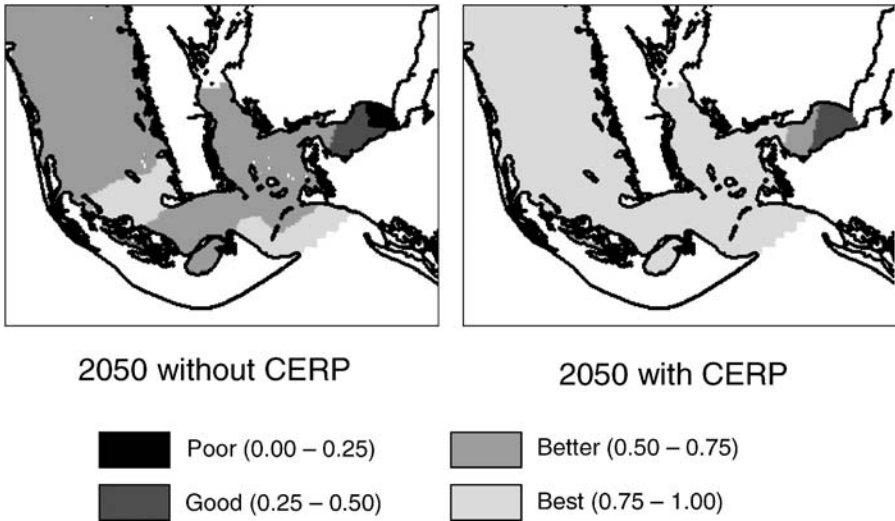 2050 without CERP
2050 with CERP
Poor (0.00 – 0.25)
Better (0.50 – 0.75)
Good (0.25 – 0.50)
Best (0.75 – 1.00)